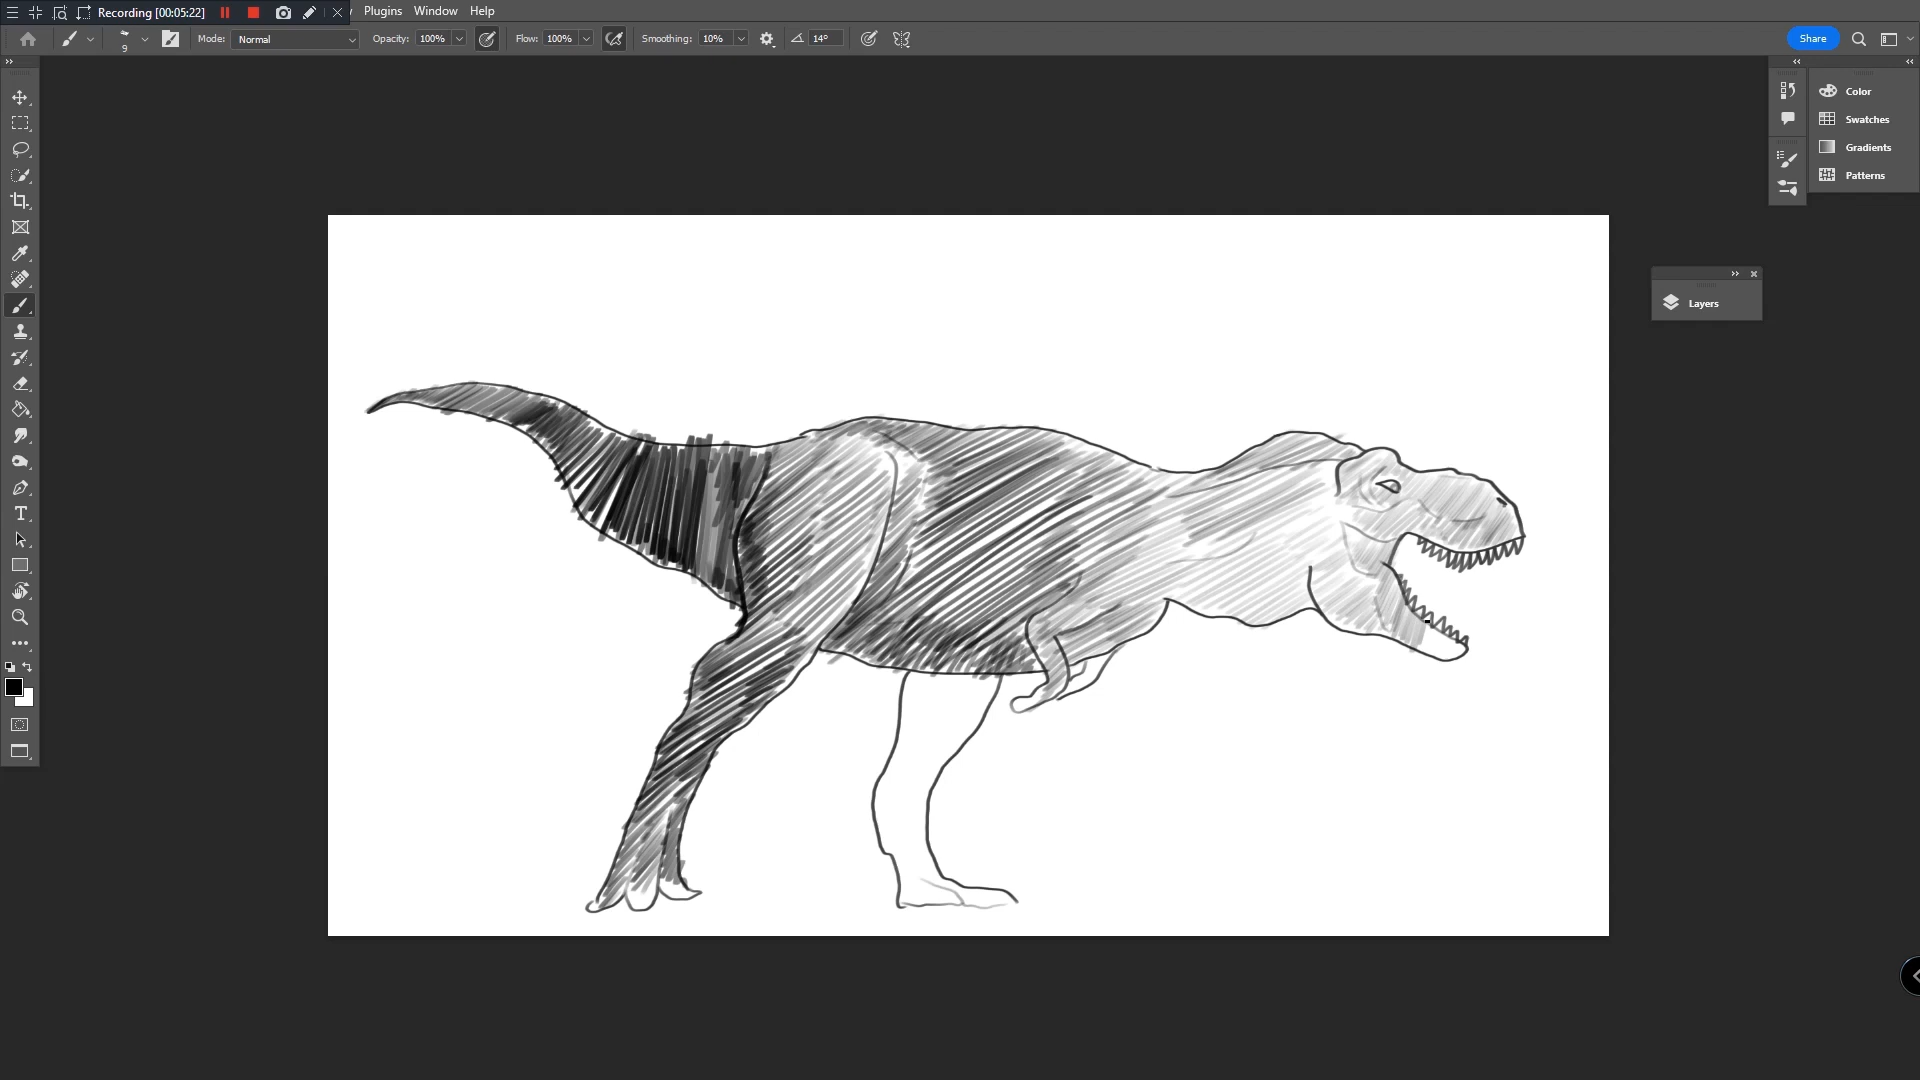 Recording [00:05:22]
Plugins Window Help
9 Mode: Normal Opacity: 100% Flow: 100% Smoothing: 10% 14° Share
Color
Swatches
Gradients
Patterns
Layers